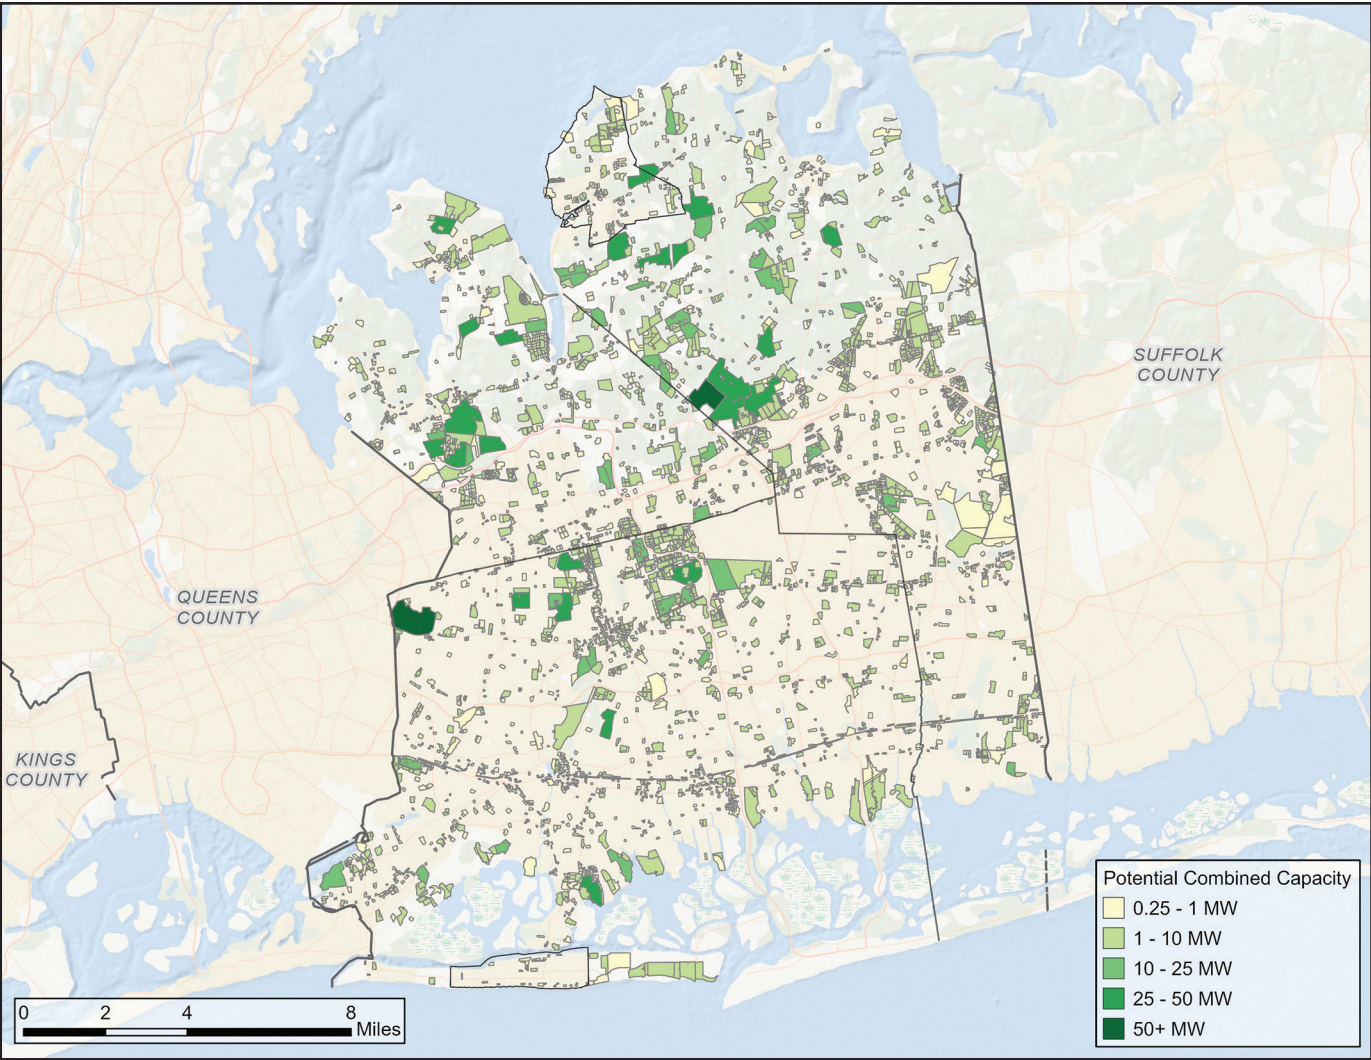 SUFFOLK
COUNTY
QUEENS
COUNTY
KINGS
COUNTY
Potential Combined Capacity
0.25 - 1 MW
1 - 10 MW
10 - 25 MW
25 - 50 MW
50+ MW
0 2 4 8
Miles